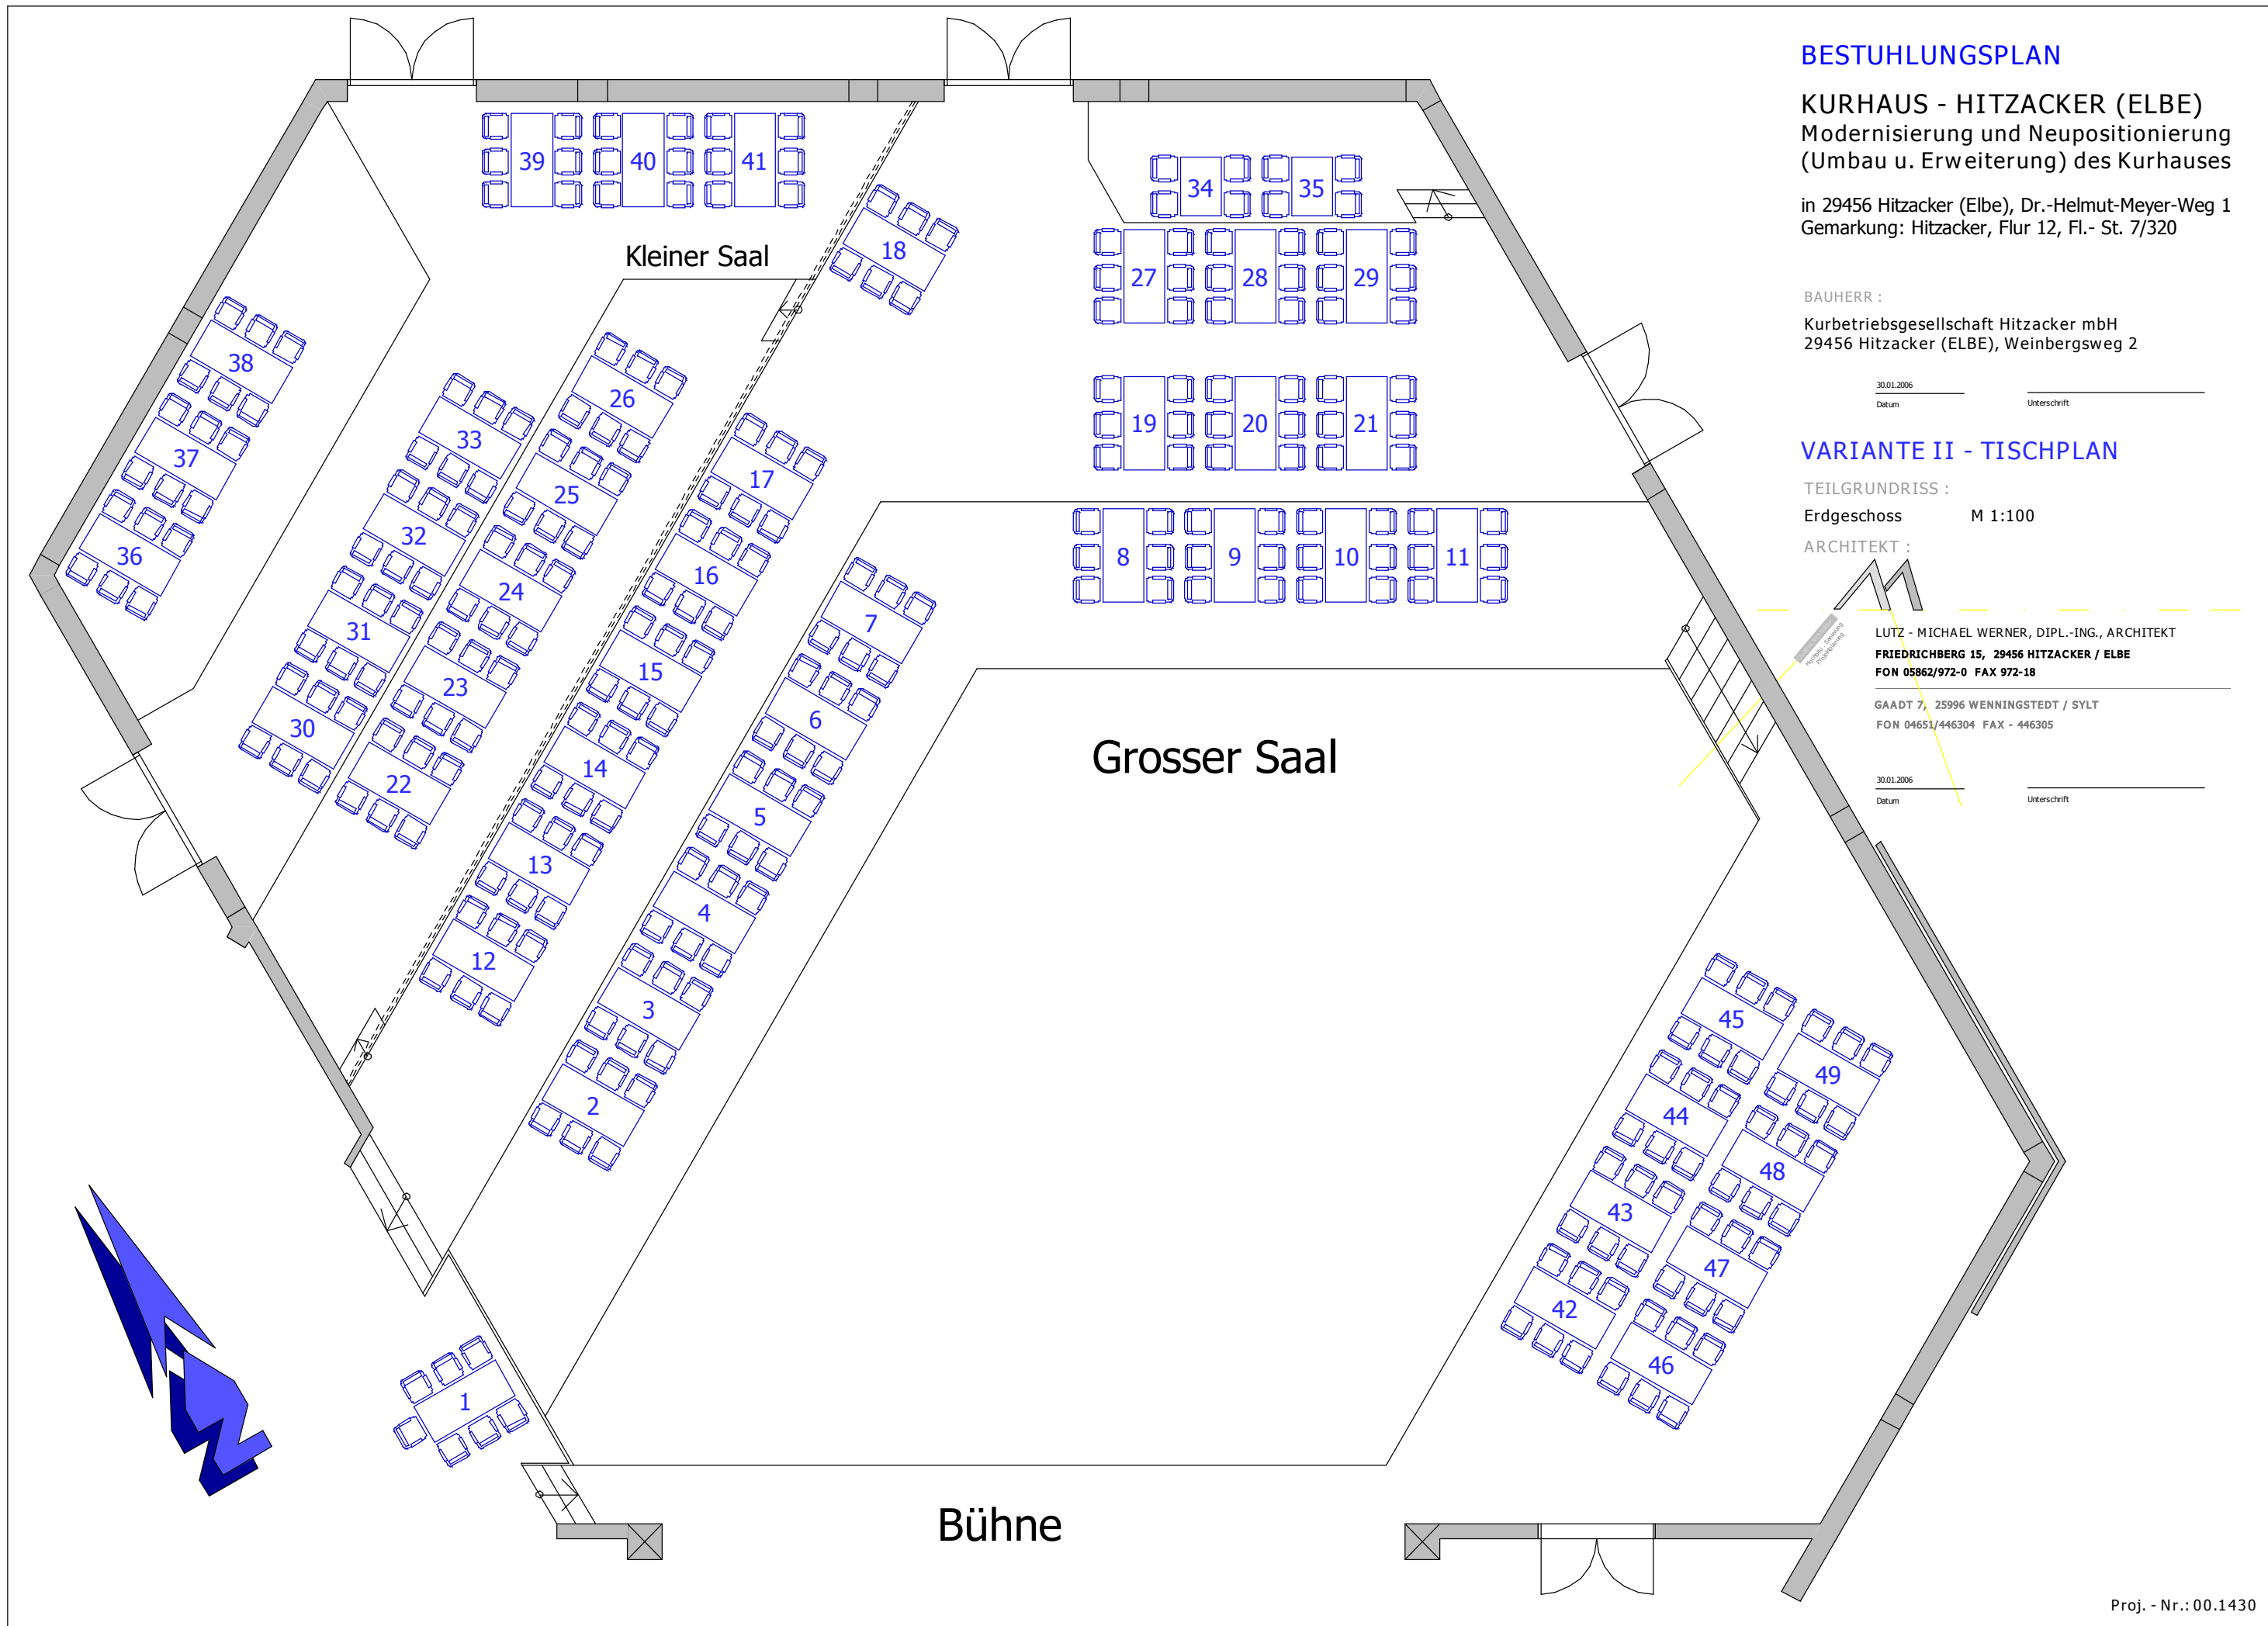 BESTUHLUNGSPLAN
KURHAUS - HITZACKER (ELBE)
Modernisierung und Neupositionierung
(Umbau u. Erweiterung) des Kurhauses
in 29456 Hitzacker (Elbe), Dr.-Helmut-Meyer-Weg 1
Gemarkung: Hitzacker, Flur 12, Fl.- St. 7/320
BAUHERR :
Kurbetriebsgesellschaft Hitzacker mbH
29456 Hitzacker (ELBE), Weinbergsweg 2
30.01.2006
Datum Unterschrift
VARIANTE II - TISCHPLAN
TEILGRUNDRISS :
Erdgeschoss M 1:100
ARCHITEKT :
Projektplanung
LUTZ - MICHAEL WERNER, DIPL.-ING., ARCHITEKT
FRIEDRICHBERG 15, 29456 HITZACKER / ELBE
FON 05862/972-0 FAX 972-18
GAADT 7, 25996 WENNINGSTEDT / SYLT
FON 04651/446304 FAX - 446305
30.01.2006
Datum Unterschrift
39 40 41
34 35
18
Kleiner Saal
27 28 29
38
26
19 20 21
33
37
17
25
32
36
8 9 10 11
16
24
7
31
15
23
6
30
Grosser Saal
14
22
5
13
4
12
3
45
49
2
44
48
43
47
42
46
1
Bühne
Proj. - Nr.: 00.1430